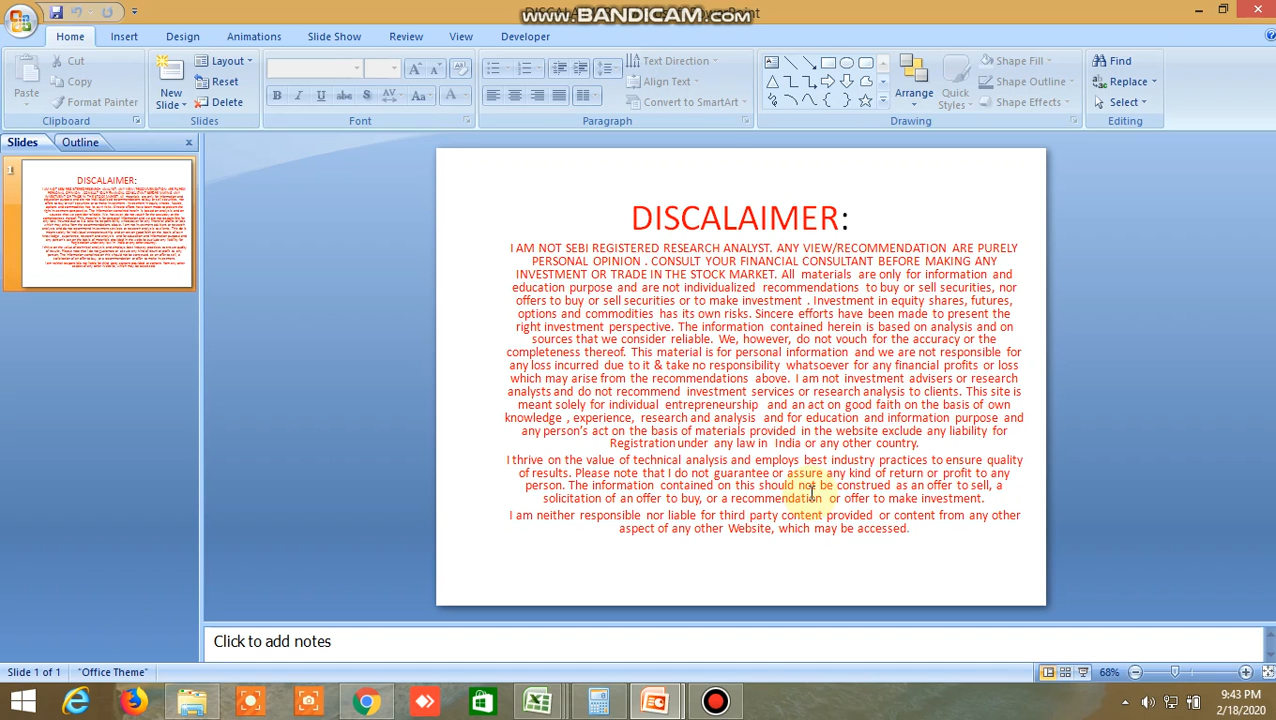 DISCALAIMER - Microsoft PowerPoint
www.BANDICAM.com
Home Insert Design Animations Slide Show Review View Developer
Cut
Copy
Format Painter
Paste
Clipboard
New
Slide
Layout
Reset
Delete
Slides
Font
Text Direction
Align Text
Convert to SmartArt
Paragraph
Arrange
Quick
Styles
Shape Fill
Shape Outline
Shape Effects
Drawing
Find
Replace
Select
Editing
Slides Outline
1
DISCALAIMER:
I AM NOT SEBI REGISTERED RESEARCH ANALYST. ANY VIEW/RECOMMENDATION ARE PURELY
PERSONAL OPINION . CONSULT YOUR FINANCIAL CONSULTANT BEFORE MAKING ANY
INVESTMENT OR TRADE IN THE STOCK MARKET. All materials are only for information and
education purpose and are not individualized recommendations to buy or sell securities, nor
offers to buy or sell securities or to make investment . Investment in equity shares, futures,
options and commodities has its own risks. Sincere efforts have been made to present the
right investment perspective. The information contained herein is based on analysis and on
sources that we consider reliable. We, however, do not vouch for the accuracy or the
completeness thereof. This material is for personal information and we are not responsible for
any loss incurred due to it & take no responsibility whatsoever for any financial profits or loss
which may arise from the recommendations above. I am not investment advisers or research
analysts and do not recommend investment services or research analysis to clients. This site is
meant solely for individual entrepreneurship and an act on good faith on the basis of own
knowledge , experience, research and analysis and for education and information purpose and
any person's act on the basis of materials provided in the website exclude any liability for
Registration under any law in India or any other country.
I thrive on the value of technical analysis and employs best industry practices to ensure quality
of results. Please note that I do not guarantee or assure any kind of return or profit to any
person. The information contained on this should not be construed as an offer to sell, a
solicitation of an offer to buy, or a recommendation or offer to make investment.
I am neither responsible nor liable for third party content provided or content from any other
aspect of any other Website, which may be accessed.
Click to add notes
Slide 1 of 1 "Office Theme" 68%
9:43 PM
2/18/2020